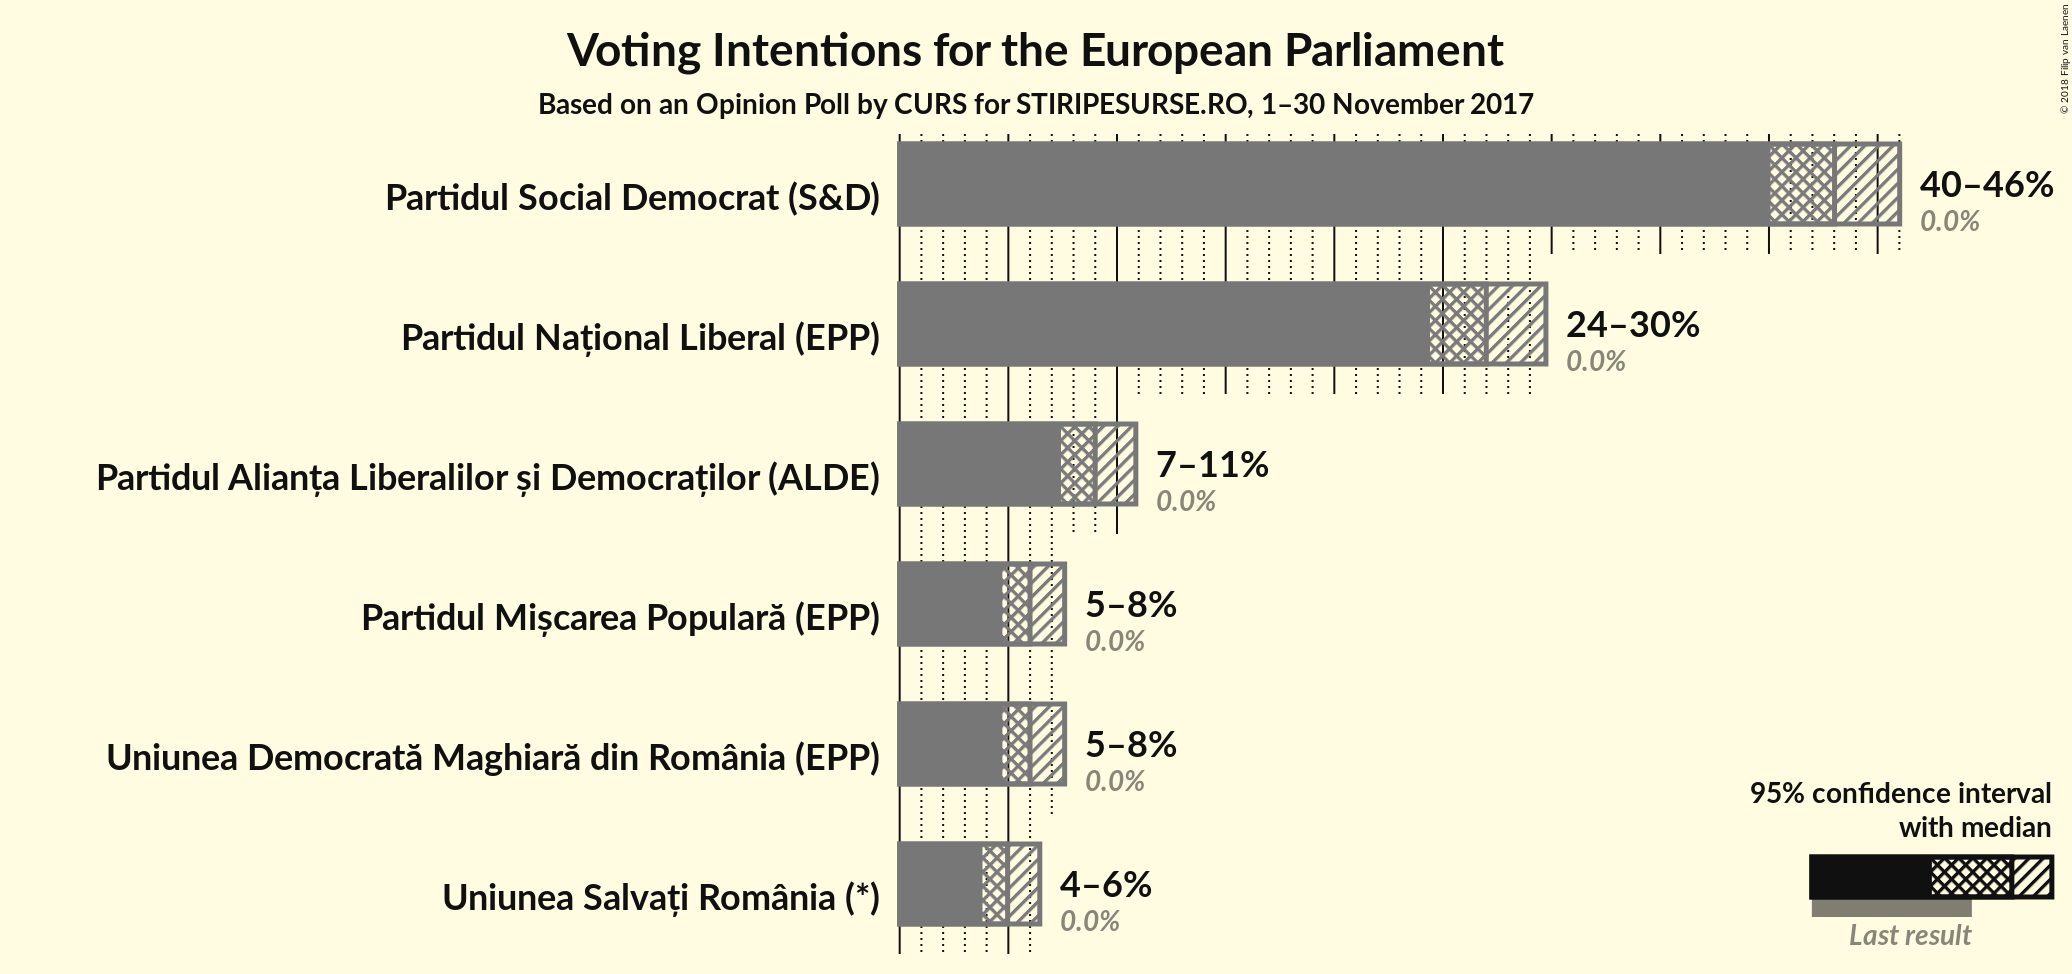 Voting Intentions for the European Parliament
Based on an Opinion Poll by CURS for STIRIPESURSE.RO, 1–30 November 2017
© 2018 Filip van Laenen
Partidul Social Democrat (S&D)
40–46%
0.0%
Partidul Național Liberal (EPP)
24–30%
0.0%
Partidul Alianța Liberalilor și Democraților (ALDE)
7–11%
0.0%
Partidul Mișcarea Populară (EPP)
5–8%
0.0%
Uniunea Democrată Maghiară din România (EPP)
5–8%
0.0%
Uniunea Salvați România (*)
4–6%
0.0%
95% confidence interval
with median
Last result